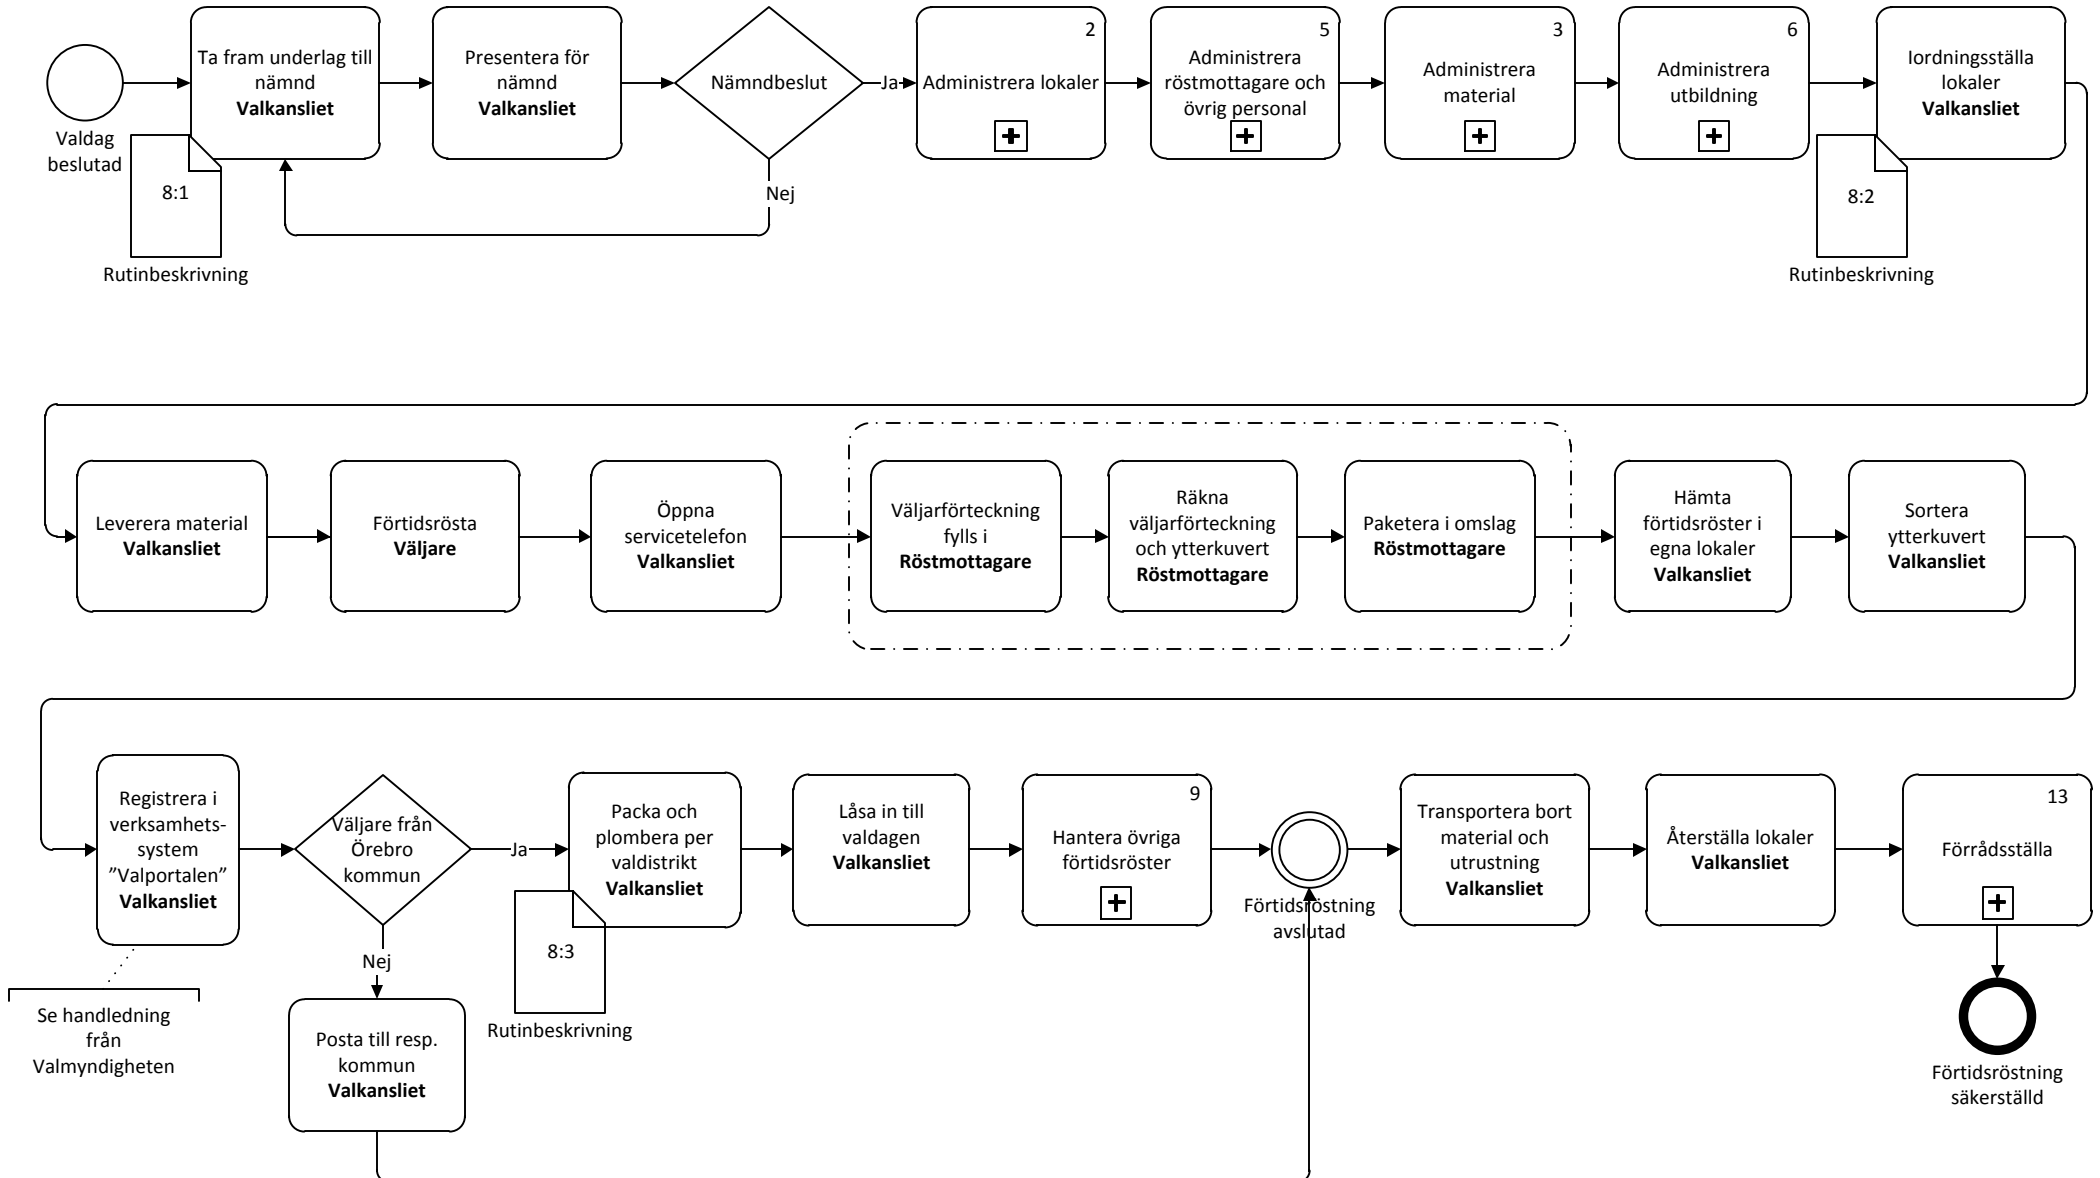 Valdag
beslutad
Ta fram underlag till
nämnd
Valkansliet
8:1
Rutinbeskrivning
Presentera för
nämnd
Valkansliet
Nämndbeslut
Ja
Nej
2
Administrera lokaler
5
Administrera
röstmottagare och
övrig personal
3
Administrera
material
6
Administrera
utbildning
Iordningsställa
lokaler
Valkansliet
8:2
Rutinbeskrivning
Leverera material
Valkansliet
Förtidsrösta
Väljare
Öppna
servicetelefon
Valkansliet
Väljarförteckning
fylls i
Röstmottagare
Räkna
väljarförteckning
och ytterkuvert
Röstmottagare
Paketera i omslag
Röstmottagare
Hämta
förtidsröster i
egna lokaler
Valkansliet
Sortera
ytterkuvert
Valkansliet
Registrera i
verksamhets-
system
”Valportalen”
Valkansliet
Se handledning
från
Valmyndigheten
Väljare från
Örebro
kommun
Ja
Nej
Posta till resp.
kommun
Valkansliet
Packa och
plombera per
valdistrikt
Valkansliet
8:3
Rutinbeskrivning
Låsa in till
valdagen
Valkansliet
9
Hantera övriga
förtidsröster
Förtidsröstning
avslutad
Transportera bort
material och
utrustning
Valkansliet
Återställa lokaler
Valkansliet
13
Förrådsställa
Förtidsröstning
säkerställd